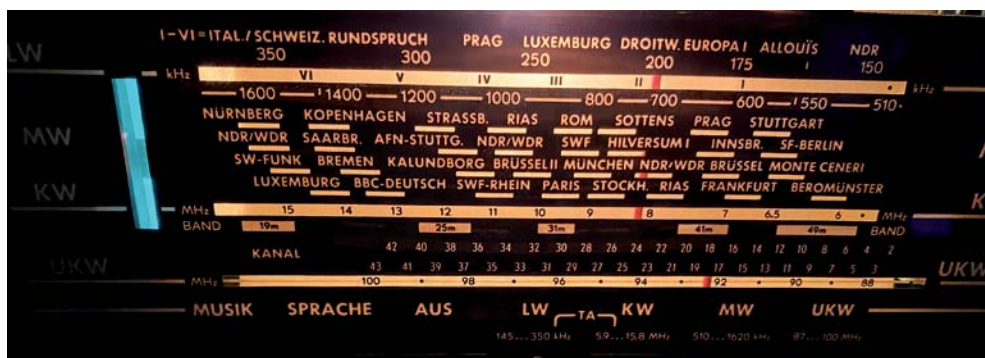 I-VI=ITAL./SCHWEIZ. RUNDSPRUCH PRAG LUXEMBURG DROITW. EUROPA I ALLOUÏS NDR
LW 350 300 250 200 175 150
kHz VI V IV III II I kHz
1600 1400 1200 1000 800 700 600 550 510
NÜRNBERG KOPENHAGEN STRASSB. RIAS ROM SOTTENS PRAG STUTTGART
MW NDR/WDR SAARBR. AFN-STUTTG. NDR/WDR SWF HILVERSUM I INNSBR. SF-BERLIN
SW-FUNK BREMEN KALUNDBORG BRÜSSEL II MÜNCHEN NDR/WDR BRÜSSEL MONTE CENERI
KW LUXEMBURG BBC-DEUTSCH SWF-RHEIN PARIS STOCKH. RIAS FRANKFURT BEROMÜNSTER K
MHz 15 14 13 12 11 10 9 8 7 6.5 6 MHz
BAND 19m 25m 31m 41m 49m BAND
KANAL 42 40 38 36 34 32 30 28 26 24 22 20 18 16 14 12 10 8 6 4 2
UKW 43 41 39 37 35 33 31 29 27 25 23 21 19 17 15 13 11 9 7 5 3 UKW
MHz 100 98 96 94 92 90 88
MUSIK SPRACHE AUS LW TA KW MW UKW
145...350 kHz 5.9...15.8 MHz 510...1620 kHz 87...100 MHz